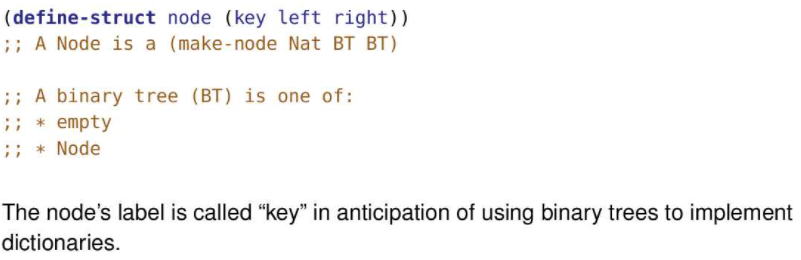 (define-struct node (key left right))
;; A Node is a (make-node Nat BT BT)
;; A binary tree (BT) is one of:
;; * empty
;; * Node
The node's label is called “key” in anticipation of using binary trees to implement
dictionaries.